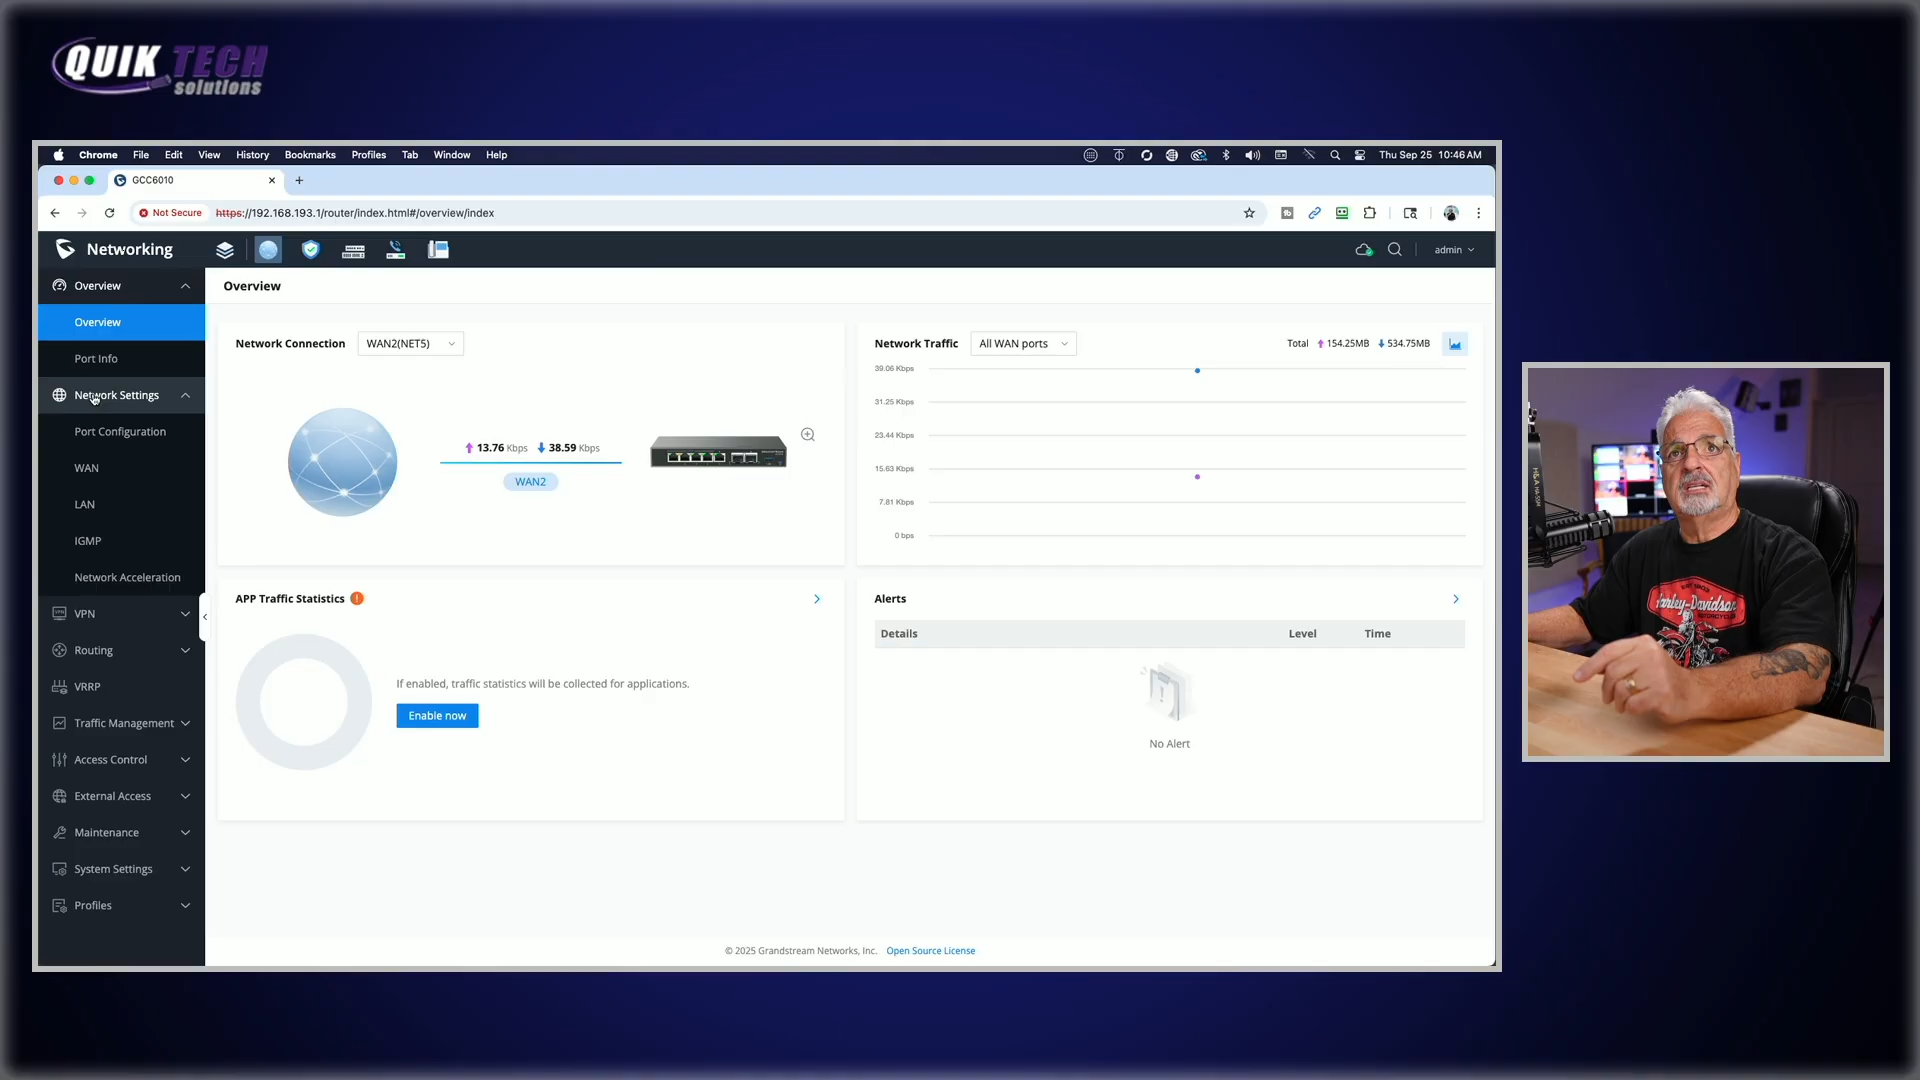 QUIK TECH
solutions
Chrome File Edit View History Bookmarks Profiles Tab Window Help
Thu Sep 25 10:46 AM
GCC6010
Not Secure https://192.168.193.1/router/index.html#/overview/index
Networking
admin
Overview
Overview
Port Info
Network Settings
Port Configuration
WAN
LAN
IGMP
Network Acceleration
VPN
Routing
VRRP
Traffic Management
Access Control
External Access
Maintenance
System Settings
Profiles
Overview
Network Connection WAN2(NET5)
13.76 Kbps 38.59 Kbps
WAN2
Network Traffic All WAN ports
Total 154.25MB 534.75MB
39.06 Kbps
31.25 Kbps
23.44 Kbps
15.63 Kbps
7.81 Kbps
0 bps
APP Traffic Statistics
If enabled, traffic statistics will be collected for applications.
Enable now
Alerts
Details Level Time
No Alert
© 2025 Grandstream Networks, Inc. Open Source License
Harley-Davidson
MOTORCYCLES